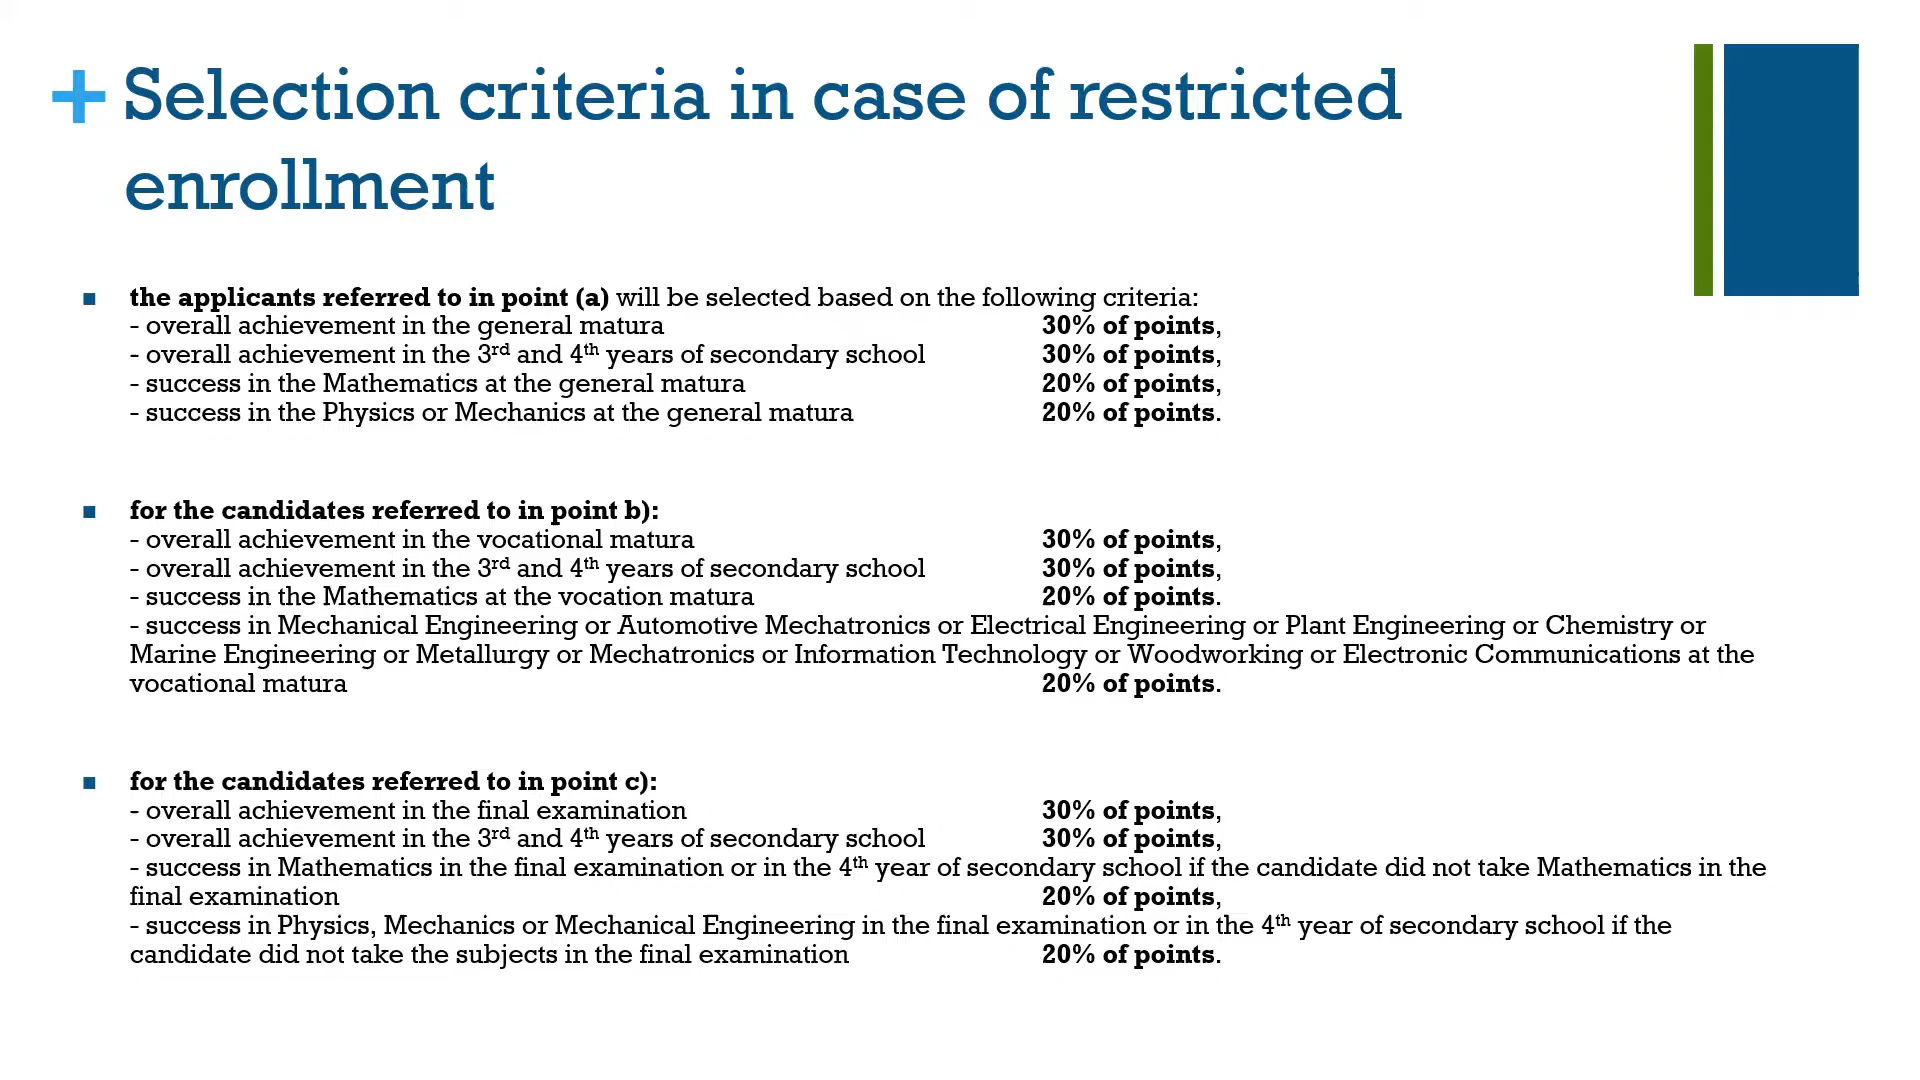 + Selection criteria in case of restricted
enrollment
▪ the applicants referred to in point (a) will be selected based on the following criteria:
- overall achievement in the general matura 30% of points,
- overall achievement in the 3rd and 4th years of secondary school 30% of points,
- success in the Mathematics at the general matura 20% of points,
- success in the Physics or Mechanics at the general matura 20% of points.
▪ for the candidates referred to in point b):
- overall achievement in the vocational matura 30% of points,
- overall achievement in the 3rd and 4th years of secondary school 30% of points,
- success in the Mathematics at the vocation matura 20% of points.
- success in Mechanical Engineering or Automotive Mechatronics or Electrical Engineering or Plant Engineering or Chemistry or
Marine Engineering or Metallurgy or Mechatronics or Information Technology or Woodworking or Electronic Communications at the
vocational matura 20% of points.
▪ for the candidates referred to in point c):
- overall achievement in the final examination 30% of points,
- overall achievement in the 3rd and 4th years of secondary school 30% of points,
- success in Mathematics in the final examination or in the 4th year of secondary school if the candidate did not take Mathematics in the
final examination 20% of points,
- success in Physics, Mechanics or Mechanical Engineering in the final examination or in the 4th year of secondary school if the
candidate did not take the subjects in the final examination 20% of points.